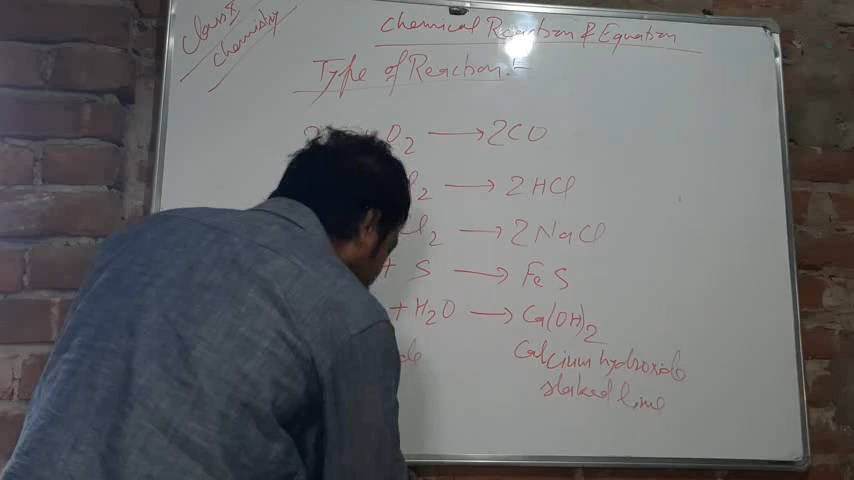 Class X
chemistry
Chemical Reaction & Equation
Type of Reaction:-
2 + O2 → 2CO
l2 → 2HCl
l2 → 2NaCl
+ S → FeS
+ H2O → Ca(OH)2
Calcium hydroxide
slaked lime